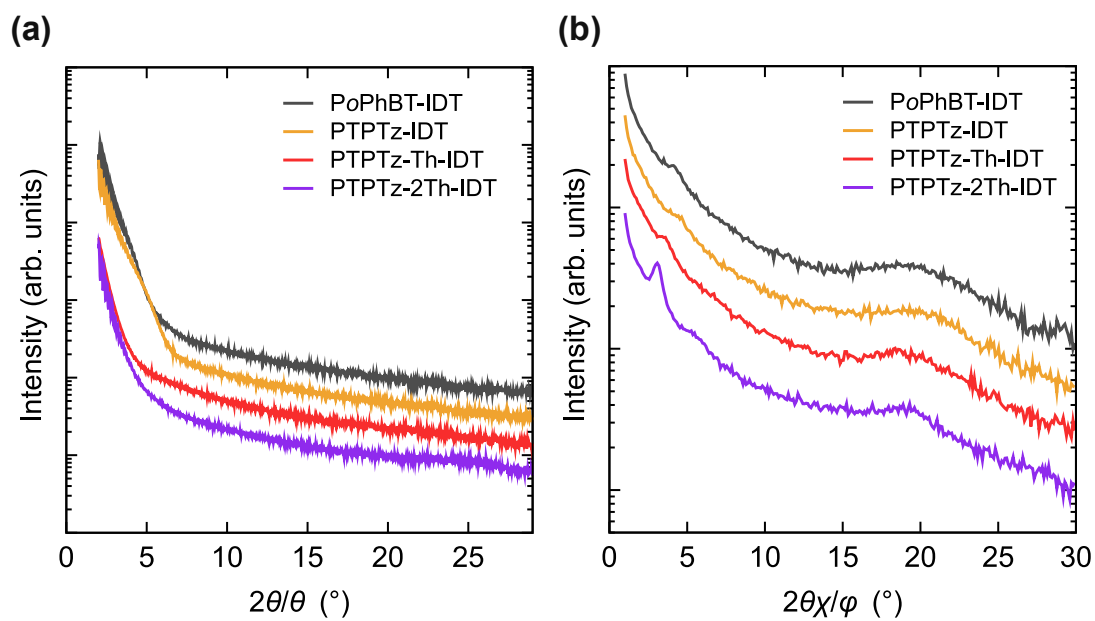 (a)
PoPhBT-IDT
PTPTz-IDT
PTPTz-Th-IDT
PTPTz-2Th-IDT
Intensity (arb. units)
0 5 10 15 20 25
2θ/θ (°)
(b)
PoPhBT-IDT
PTPTz-IDT
PTPTz-Th-IDT
PTPTz-2Th-IDT
Intensity (arb. units)
0 5 10 15 20 25 30
2θχ/φ (°)